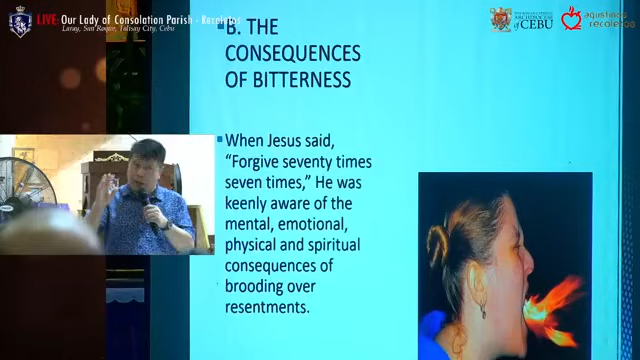 LIVE: Our Lady of Consolation Parish - Recoletos
Laray, San Roque, Talisay City, Cebu
ARCHDIOCESE
of CEBU
agustinos
recoletos
B. THE
CONSEQUENCES
OF BITTERNESS
When Jesus said,
“Forgive seventy times
seven times,” He was
keenly aware of the
mental, emotional,
physical and spiritual
consequences of
brooding over
resentments.